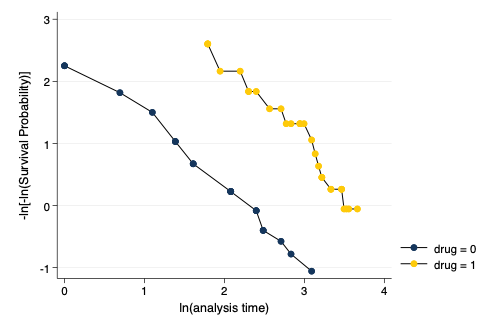 3
2
1
0
-1
-ln[-ln(Survival Probability)]
0
1
2
3
4
ln(analysis time)
drug = 0
drug = 1